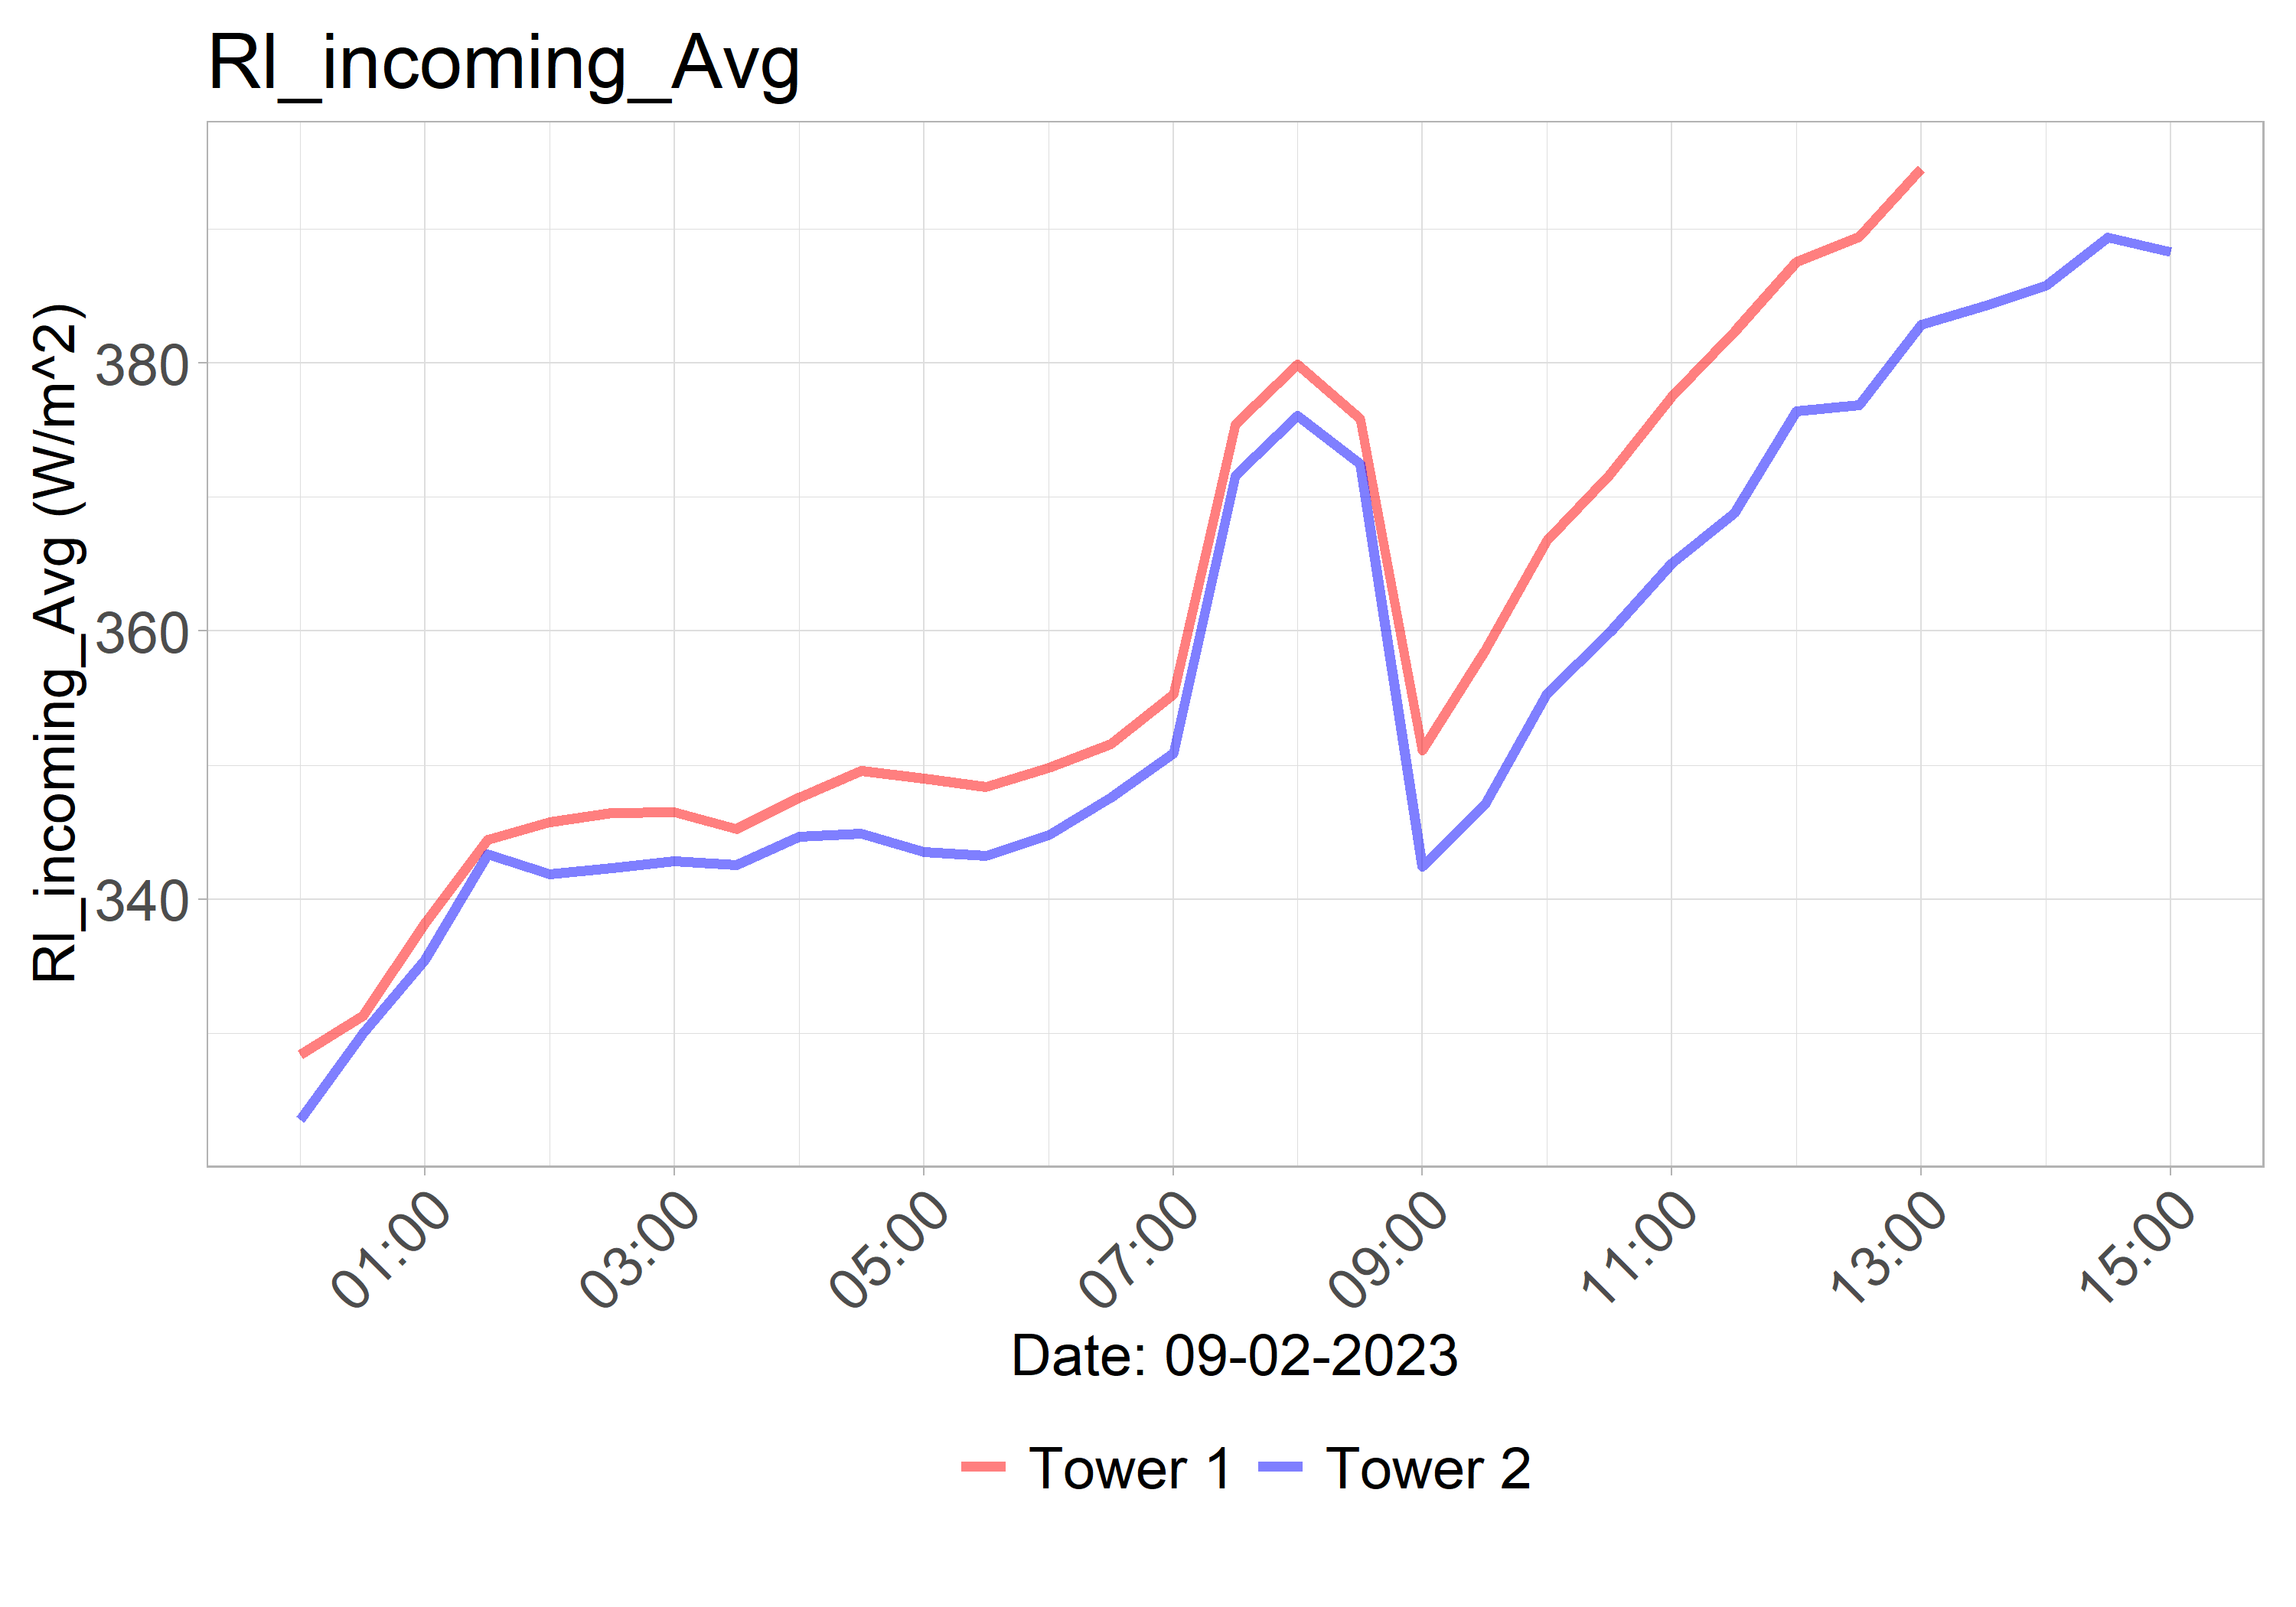 Rl_incoming_Avg
Rl_incoming_Avg (W/m^2)
380
360
340
01:00
03:00
05:00
07:00
09:00
11:00
13:00
15:00
Date: 09-02-2023
Tower 1
Tower 2